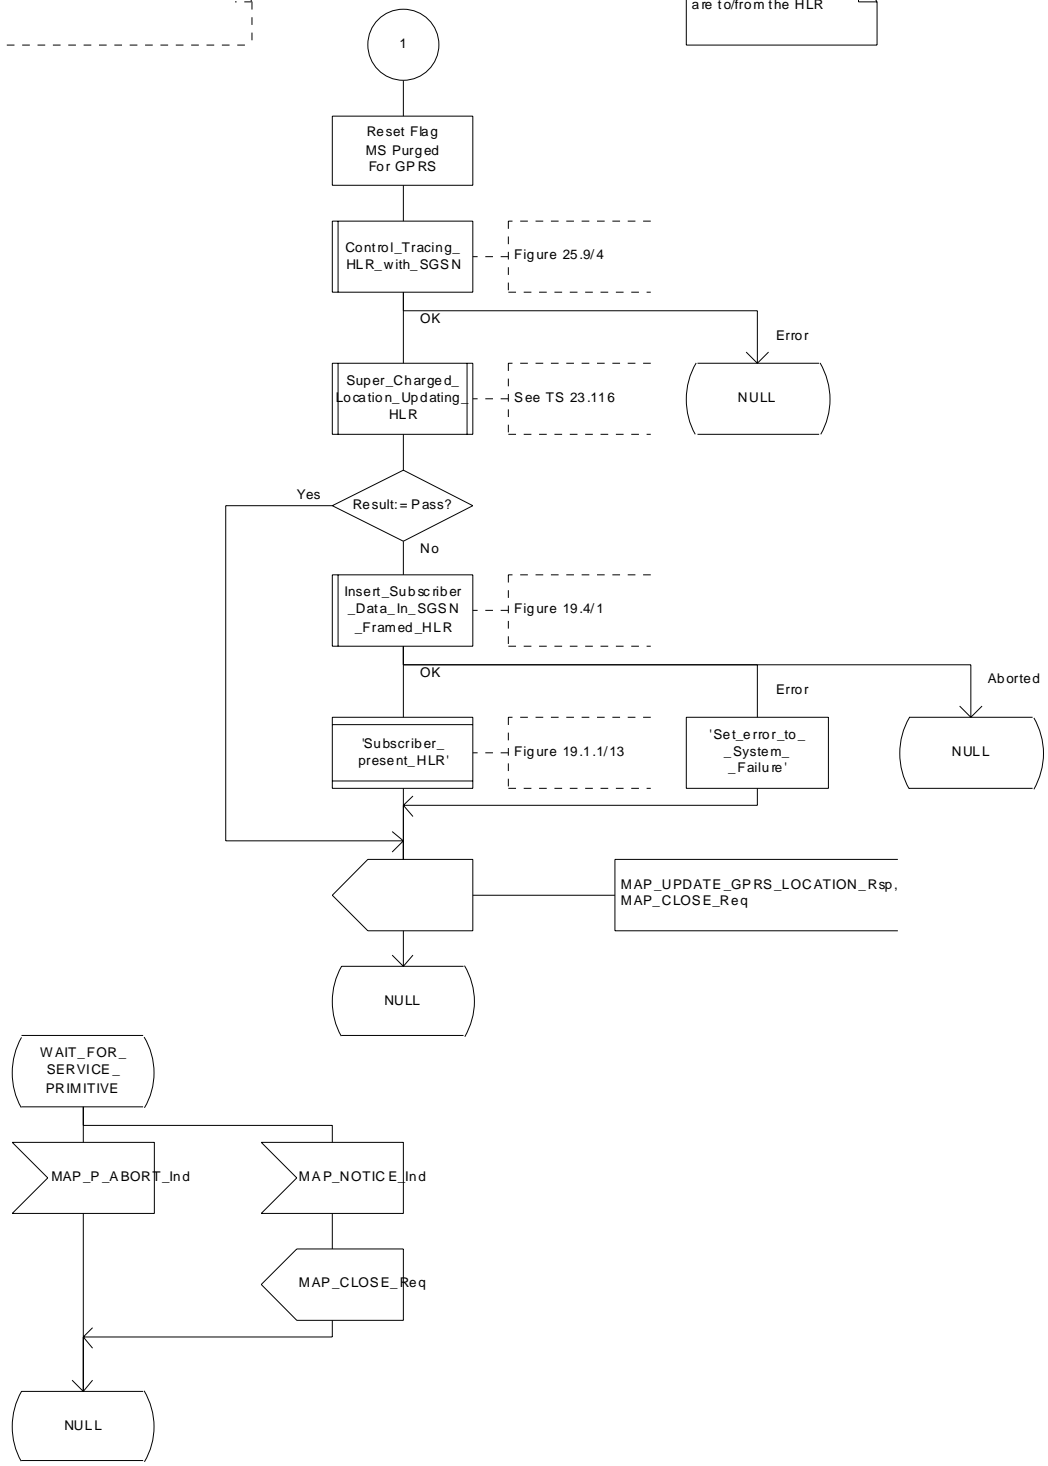 are to/from the HLR
1
Reset Flag
MS Purged
For GPRS
Control_Tracing_
HLR_with_SGSN
Figure 25.9/4
OK
Error
Super_Charged_
Location_Updating_
HLR
See TS 23.116
NULL
Yes
Result:=Pass?
No
Insert_Subscriber
_Data_In_SGSN
_Framed_HLR
Figure 19.4/1
OK
Error
Aborted
'Subscriber_
present_HLR'
Figure 19.1.1/13
'Set_error_to_
_System_
_Failure'
NULL
MAP_UPDATE_GPRS_LOCATION_Rsp,
MAP_CLOSE_Req
NULL
WAIT_FOR_
SERVICE_
PRIMITIVE
MAP_P_ABORT_Ind
MAP_NOTICE_Ind
MAP_CLOSE_Req
NULL